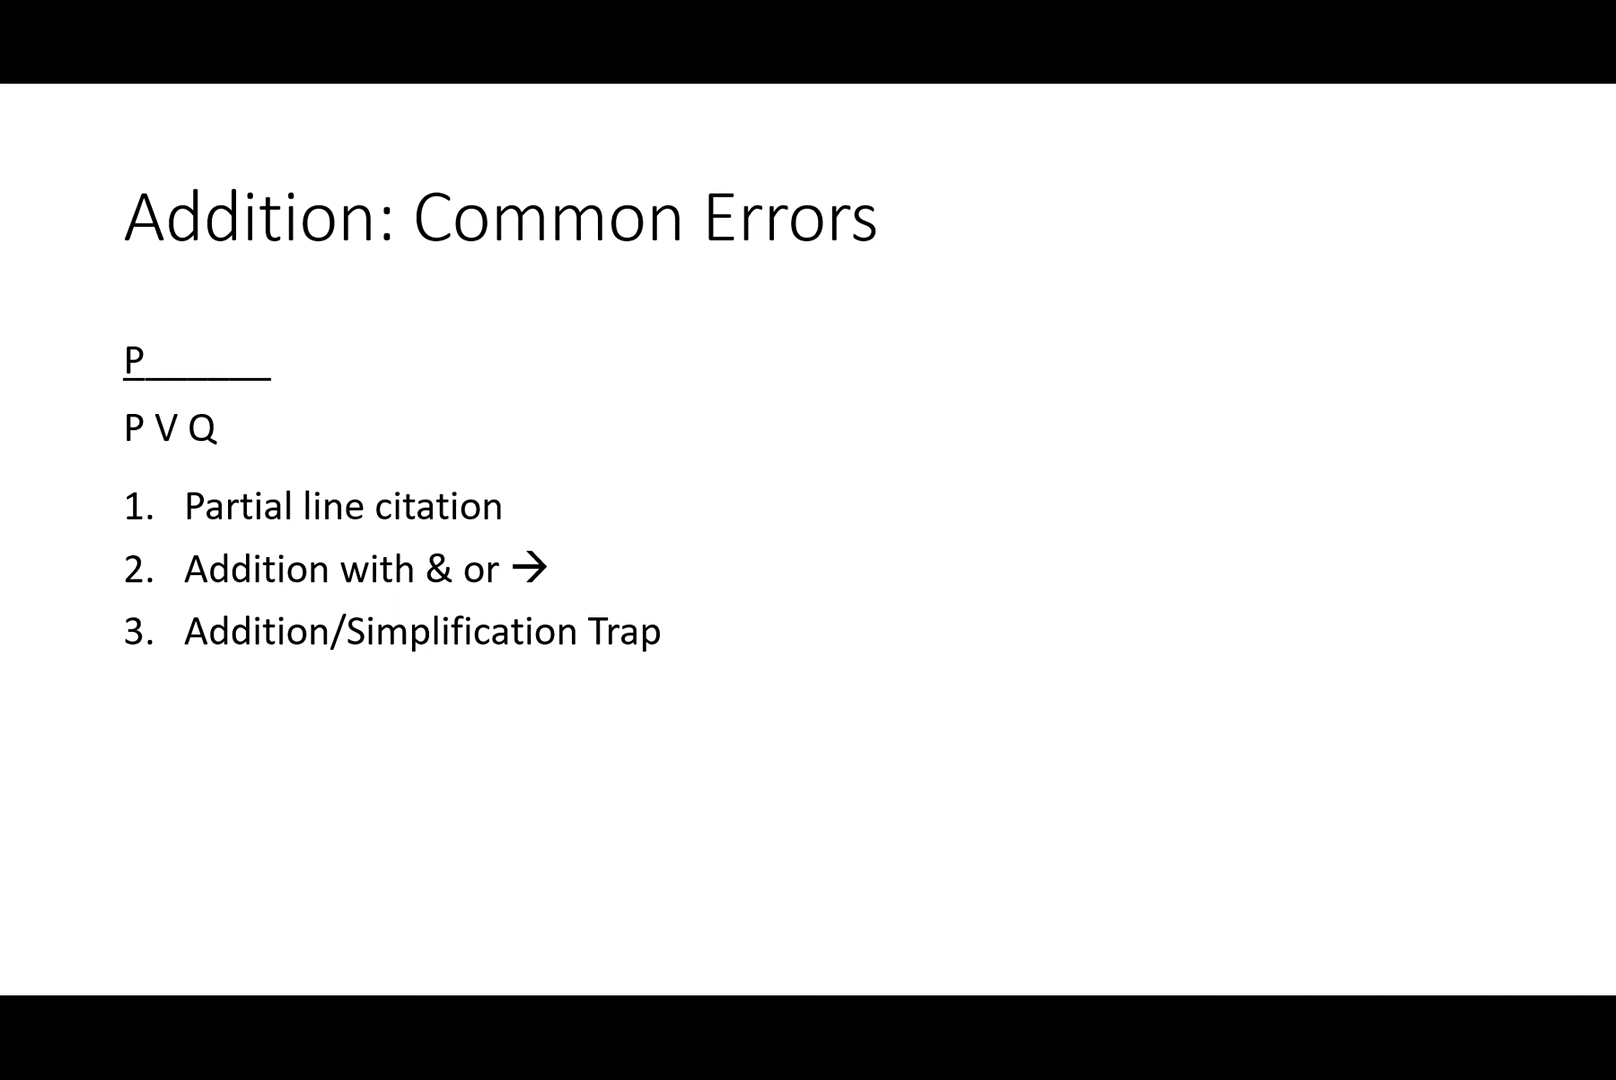 Addition: Common Errors
P______
P V Q
1. Partial line citation
2. Addition with & or →
3. Addition/Simplification Trap